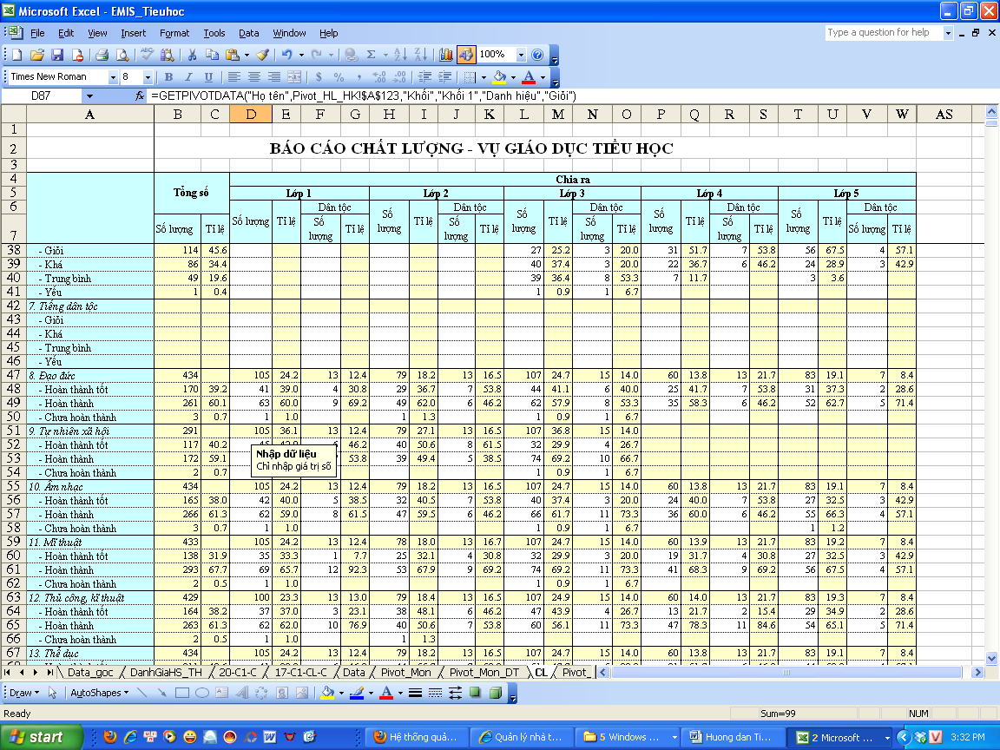 Microsoft Excel - EMIS_Tieuhoc
File Edit View Insert Format Tools Data Window Help Type a question for help
100%
Times New Roman 8 B I U $ % ,
D87 fx =GETPIVOTDATA("Họ tên",Pivot_HL_HK!$A$123,"Khối","Khối 1","Danh hiệu","Giỏi")
A B C D E F G H I J K L M N O P Q R S T U V W AS
1
2 BÁO CÁO CHẤT LƯỢNG - VỤ GIÁO DỤC TIỂU HỌC
3
4 Chia ra
5 Tổng số Lớp 1 Lớp 2 Lớp 3 Lớp 4 Lớp 5
6 Dân tộc Dân tộc Dân tộc Dân tộc Dân tộc
7 Số lượng Tỉ lệ Số lượng Tỉ lệ Số lượng Tỉ lệ Số lượng Tỉ lệ Số lượng Tỉ lệ Số lượng Tỉ lệ Số lượng Tỉ lệ Số lượng Tỉ lệ Số lượng Tỉ lệ Số lượng Tỉ lệ Số lượng Tỉ lệ
38 - Giỏi 114 45.6 27 25.2 3 20.0 31 51.7 7 53.8 56 67.5 4 57.1
39 - Khá 86 34.4 40 37.4 3 20.0 22 36.7 6 46.2 24 28.9 3 42.9
40 - Trung bình 49 19.6 39 36.4 8 53.3 7 11.7 3 3.6
41 - Yếu 1 0.4 1 0.9 1 6.7
42 7. Tiếng dân tộc
43 - Giỏi
44 - Khá
45 - Trung bình
46 - Yếu
47 8. Đạo đức 434 105 24.2 13 12.4 79 18.2 13 16.5 107 24.7 15 14.0 60 13.8 13 21.7 83 19.1 7 8.4
48 - Hoàn thành tốt 170 39.2 41 39.0 4 30.8 29 36.7 7 53.8 44 41.1 6 40.0 25 41.7 7 53.8 31 37.3 2 28.6
49 - Hoàn thành 261 60.1 63 60.0 9 69.2 49 62.0 6 46.2 62 57.9 8 53.3 35 58.3 6 46.2 52 62.7 5 71.4
50 - Chưa hoàn thành 3 0.7 1 1.0 1 1.3 1 0.9 1 6.7
51 9. Tự nhiên xã hội 291 105 36.1 13 12.4 79 27.1 13 16.5 107 36.8 15 14.0
52 - Hoàn thành tốt 117 40.2 46.2 40 50.6 8 61.5 32 29.9 4 26.7
53 - Hoàn thành 172 59.1 53.8 39 49.4 5 38.5 74 69.2 10 66.7
54 - Chưa hoàn thành 2 0.7 1 0.9 1 6.7
Nhập dữ liệu
Chỉ nhập giá trị số
55 10. Âm nhạc 434 105 24.2 13 12.4 79 18.2 13 16.5 107 24.7 15 14.0 60 13.8 13 21.7 83 19.1 7 8.4
56 - Hoàn thành tốt 165 38.0 42 40.0 5 38.5 32 40.5 7 53.8 40 37.4 3 20.0 24 40.0 7 53.8 27 32.5 3 42.9
57 - Hoàn thành 266 61.3 62 59.0 8 61.5 47 59.5 6 46.2 66 61.7 11 73.3 36 60.0 6 46.2 55 66.3 4 57.1
58 - Chưa hoàn thành 3 0.7 1 1.0 1 0.9 1 6.7 1 1.2
59 11. Mĩ thuật 433 105 24.2 13 12.4 78 18.0 13 16.7 107 24.7 15 14.0 60 13.9 13 21.7 83 19.2 7 8.4
60 - Hoàn thành tốt 138 31.9 35 33.3 1 7.7 25 32.1 4 30.8 32 29.9 3 20.0 19 31.7 4 30.8 27 32.5 3 42.9
61 - Hoàn thành 293 67.7 69 65.7 12 92.3 53 67.9 9 69.2 74 69.2 11 73.3 41 68.3 9 69.2 56 67.5 4 57.1
62 - Chưa hoàn thành 2 0.5 1 1.0 1 0.9 1 6.7
63 12. Thủ công, kĩ thuật 429 100 23.3 13 13.0 79 18.4 13 16.5 107 24.9 15 14.0 60 14.0 13 21.7 83 19.3 7 8.4
64 - Hoàn thành tốt 164 38.2 37 37.0 3 23.1 38 48.1 6 46.2 47 43.9 4 26.7 13 21.7 2 15.4 29 34.9 2 28.6
65 - Hoàn thành 263 61.3 62 62.0 10 76.9 40 50.6 7 53.8 60 56.1 11 73.3 47 78.3 11 84.6 54 65.1 5 71.4
66 - Chưa hoàn thành 2 0.5 1 1.0 1 1.3
67 13. Thể dục 434 105 24.2 13 12.4 79 18.2 13 16.5 107 24.7 15 14.0 60 13.8 13 21.7 83 19.1 7 8.4
Data_goc DanhGiaHS_TH 20-C1-C 17-C1-CL-C Data Pivot_Mon Pivot_Mon_DT CL Pivot_
Draw AutoShapes
Ready Sum=99 NUM
start Hệ thống quả... Quản lý nhà t... 5 Windows ... Huong dan Ti... 2 Microsoft ... 3:32 PM